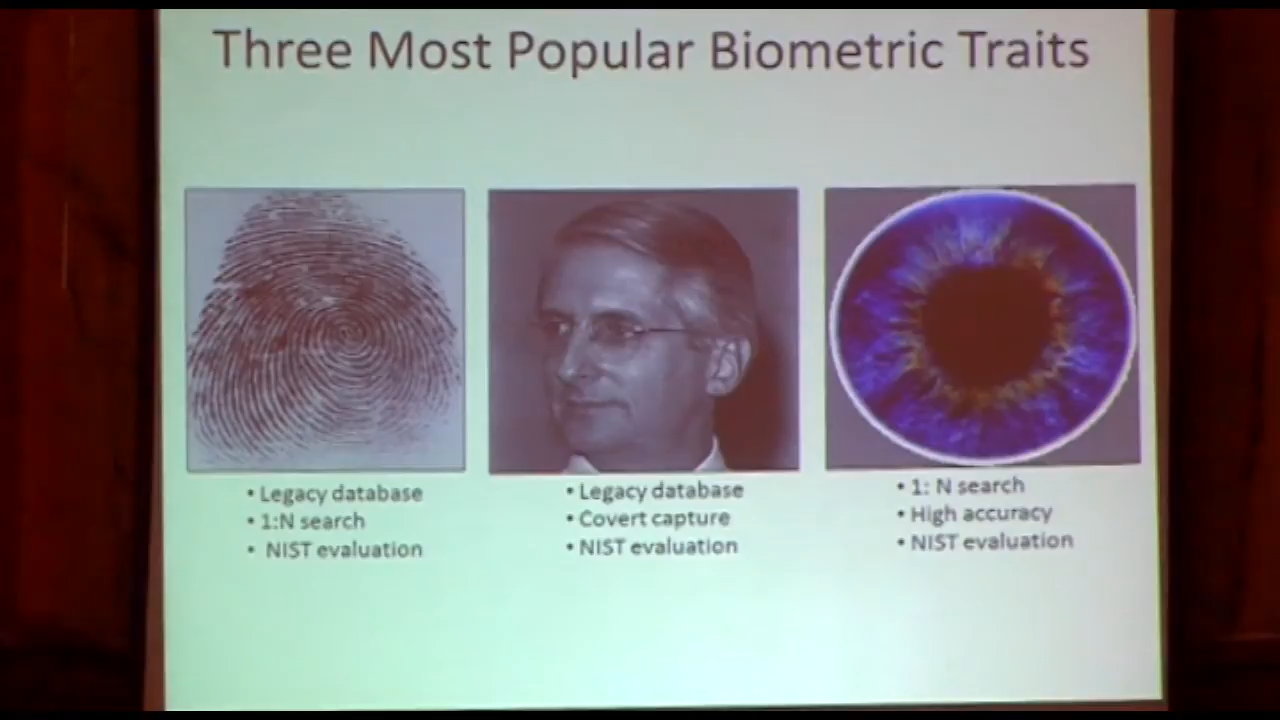 Three Most Popular Biometric Traits
• Legacy database
• 1:N search
• NIST evaluation
• Legacy database
• Covert capture
• NIST evaluation
• 1: N search
• High accuracy
• NIST evaluation